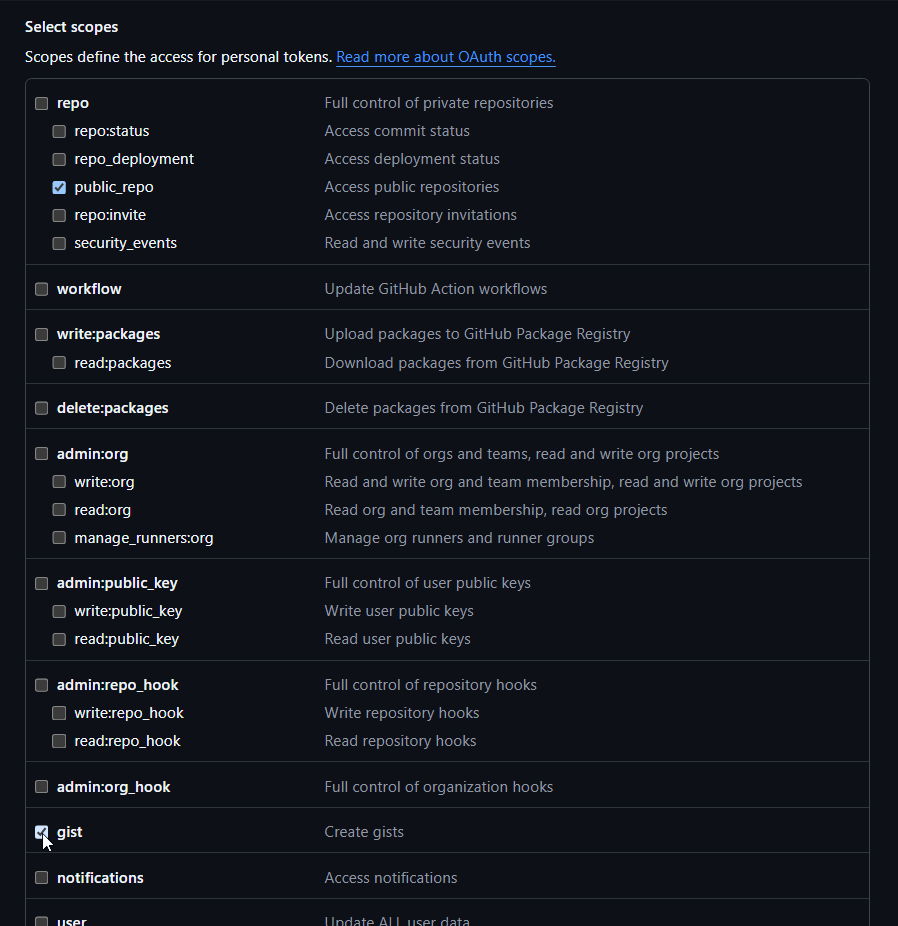 Select scopes
Scopes define the access for personal tokens. Read more about OAuth scopes.
repo Full control of private repositories
repo:status Access commit status
repo_deployment Access deployment status
public_repo Access public repositories
repo:invite Access repository invitations
security_events Read and write security events
workflow Update GitHub Action workflows
write:packages Upload packages to GitHub Package Registry
read:packages Download packages from GitHub Package Registry
delete:packages Delete packages from GitHub Package Registry
admin:org Full control of orgs and teams, read and write org projects
write:org Read and write org and team membership, read and write org projects
read:org Read org and team membership, read org projects
manage_runners:org Manage org runners and runner groups
admin:public_key Full control of user public keys
write:public_key Write user public keys
read:public_key Read user public keys
admin:repo_hook Full control of repository hooks
write:repo_hook Write repository hooks
read:repo_hook Read repository hooks
admin:org_hook Full control of organization hooks
gist Create gists
notifications Access notifications
user Update ALL user data